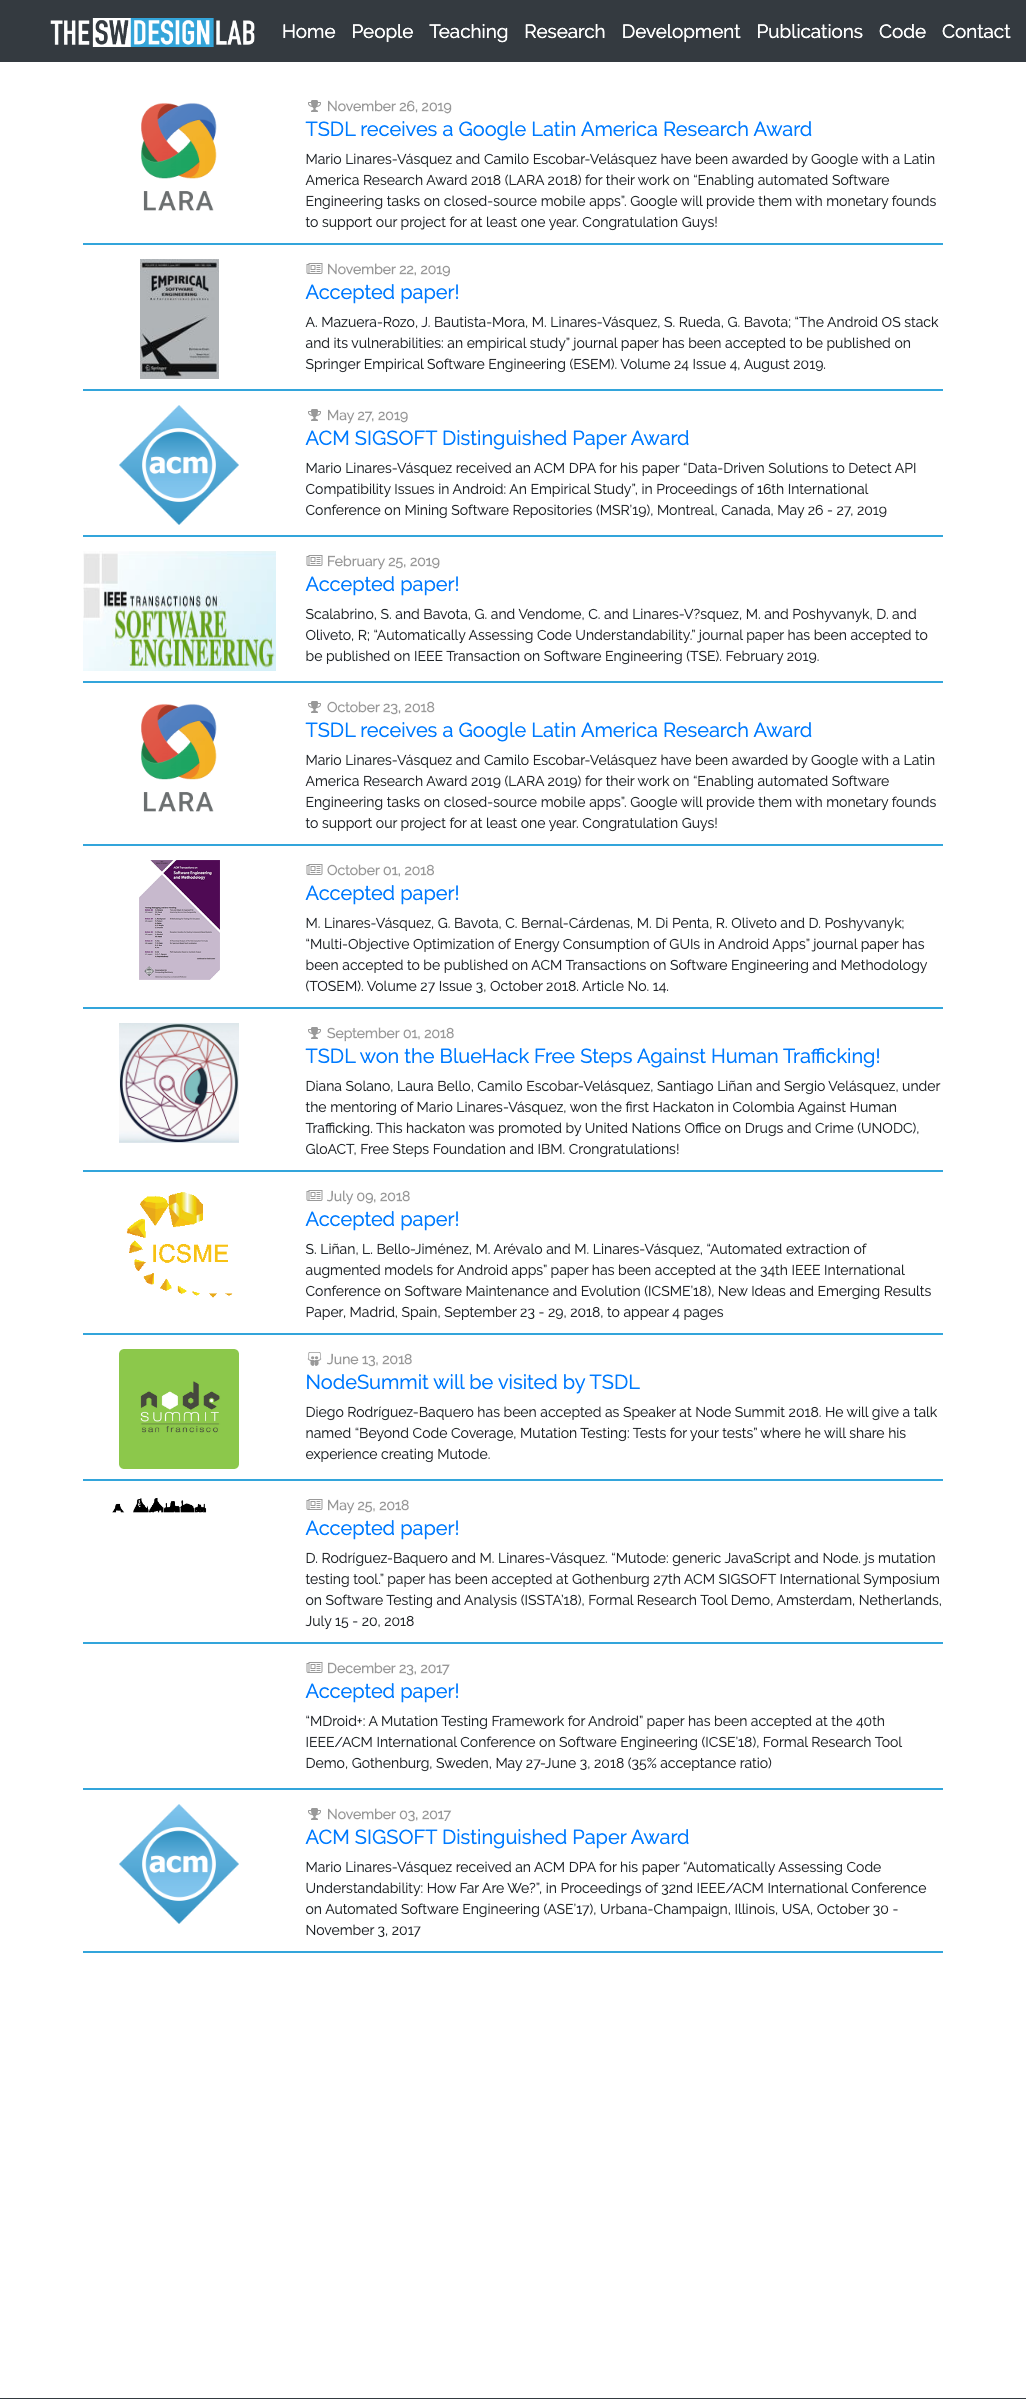 THESWDESIGNLAB Home People Teaching Research Development Publications Code Contact
November 26, 2019
TSDL receives a Google Latin America Research Award
Mario Linares-Vásquez and Camilo Escobar-Velásquez have been awarded by Google with a Latin
America Research Award 2018 (LARA 2018) for their work on “Enabling automated Software
Engineering tasks on closed-source mobile apps”. Google will provide them with monetary founds
to support our project for at least one year. Congratulation Guys!
LARA
November 22, 2019
Accepted paper!
A. Mazuera-Rozo, J. Bautista-Mora, M. Linares-Vásquez, S. Rueda, G. Bavota; “The Android OS stack
and its vulnerabilities: an empirical study” journal paper has been accepted to be published on
Springer Empirical Software Engineering (ESEM). Volume 24 Issue 4, August 2019.
EMPIRICAL
SOFTWARE
ENGINEERING
Springer
May 27, 2019
ACM SIGSOFT Distinguished Paper Award
Mario Linares-Vásquez received an ACM DPA for his paper “Data-Driven Solutions to Detect API
Compatibility Issues in Android: An Empirical Study”, in Proceedings of 16th International
Conference on Mining Software Repositories (MSR’19), Montreal, Canada, May 26 - 27, 2019
acm
February 25, 2019
Accepted paper!
Scalabrino, S. and Bavota, G. and Vendome, C. and Linares-V?squez, M. and Poshyvanyk, D. and
Oliveto, R; “Automatically Assessing Code Understandability.” journal paper has been accepted to
be published on IEEE Transaction on Software Engineering (TSE). February 2019.
IEEE TRANSACTIONS ON
SOFTWARE
ENGINEERING
October 23, 2018
TSDL receives a Google Latin America Research Award
Mario Linares-Vásquez and Camilo Escobar-Velásquez have been awarded by Google with a Latin
America Research Award 2019 (LARA 2019) for their work on “Enabling automated Software
Engineering tasks on closed-source mobile apps”. Google will provide them with monetary founds
to support our project for at least one year. Congratulation Guys!
LARA
October 01, 2018
Accepted paper!
M. Linares-Vásquez, G. Bavota, C. Bernal-Cárdenas, M. Di Penta, R. Oliveto and D. Poshyvanyk;
“Multi-Objective Optimization of Energy Consumption of GUIs in Android Apps” journal paper has
been accepted to be published on ACM Transactions on Software Engineering and Methodology
(TOSEM). Volume 27 Issue 3, October 2018. Article No. 14.
Software Engineering
and Methodology
September 01, 2018
TSDL won the BlueHack Free Steps Against Human Trafficking!
Diana Solano, Laura Bello, Camilo Escobar-Velásquez, Santiago Liñan and Sergio Velásquez, under
the mentoring of Mario Linares-Vásquez, won the first Hackaton in Colombia Against Human
Trafficking. This hackaton was promoted by United Nations Office on Drugs and Crime (UNODC),
GloACT, Free Steps Foundation and IBM. Crongratulations!
July 09, 2018
Accepted paper!
S. Liñan, L. Bello-Jiménez, M. Arévalo and M. Linares-Vásquez, “Automated extraction of
augmented models for Android apps” paper has been accepted at the 34th IEEE International
Conference on Software Maintenance and Evolution (ICSME’18), New Ideas and Emerging Results
Paper, Madrid, Spain, September 23 - 29, 2018, to appear 4 pages
ICSME
June 13, 2018
NodeSummit will be visited by TSDL
Diego Rodríguez-Baquero has been accepted as Speaker at Node Summit 2018. He will give a talk
named “Beyond Code Coverage, Mutation Testing: Tests for your tests” where he will share his
experience creating Mutode.
node
summit
san francisco
May 25, 2018
Accepted paper!
D. Rodríguez-Baquero and M. Linares-Vásquez. “Mutode: generic JavaScript and Node. js mutation
testing tool.” paper has been accepted at Gothenburg 27th ACM SIGSOFT International Symposium
on Software Testing and Analysis (ISSTA’18), Formal Research Tool Demo, Amsterdam, Netherlands,
July 15 - 20, 2018
December 23, 2017
Accepted paper!
“MDroid+: A Mutation Testing Framework for Android” paper has been accepted at the 40th
IEEE/ACM International Conference on Software Engineering (ICSE’18), Formal Research Tool
Demo, Gothenburg, Sweden, May 27-June 3, 2018 (35% acceptance ratio)
November 03, 2017
ACM SIGSOFT Distinguished Paper Award
Mario Linares-Vásquez received an ACM DPA for his paper “Automatically Assessing Code
Understandability: How Far Are We?”, in Proceedings of 32nd IEEE/ACM International Conference
on Automated Software Engineering (ASE’17), Urbana-Champaign, Illinois, USA, October 30 -
November 3, 2017
acm